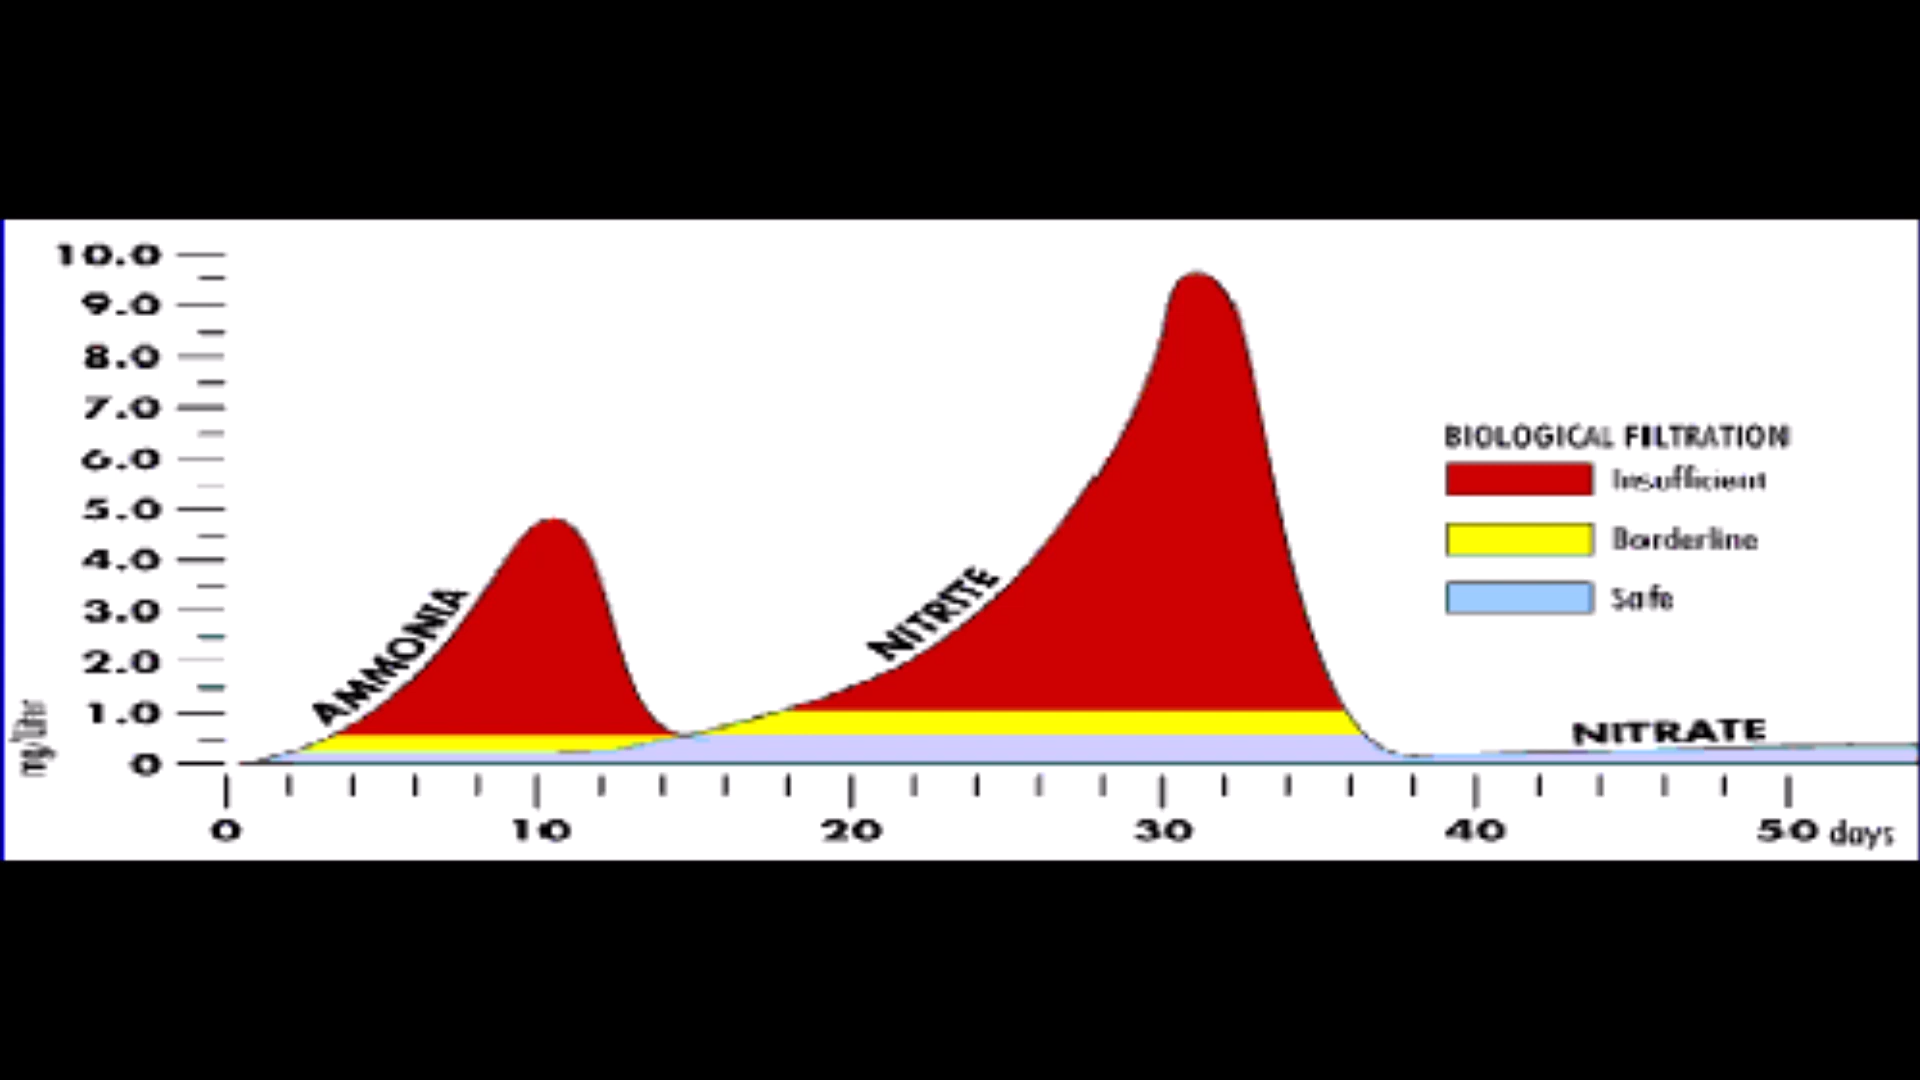 10.0
9.0
8.0
7.0
6.0
5.0
4.0
3.0
2.0
1.0
0
mg/Liter
AMMONIA
NITRITE
NITRATE
BIOLOGICAL FILTRATION
Insufficient
Borderline
Safe
0 10 20 30 40 50 days